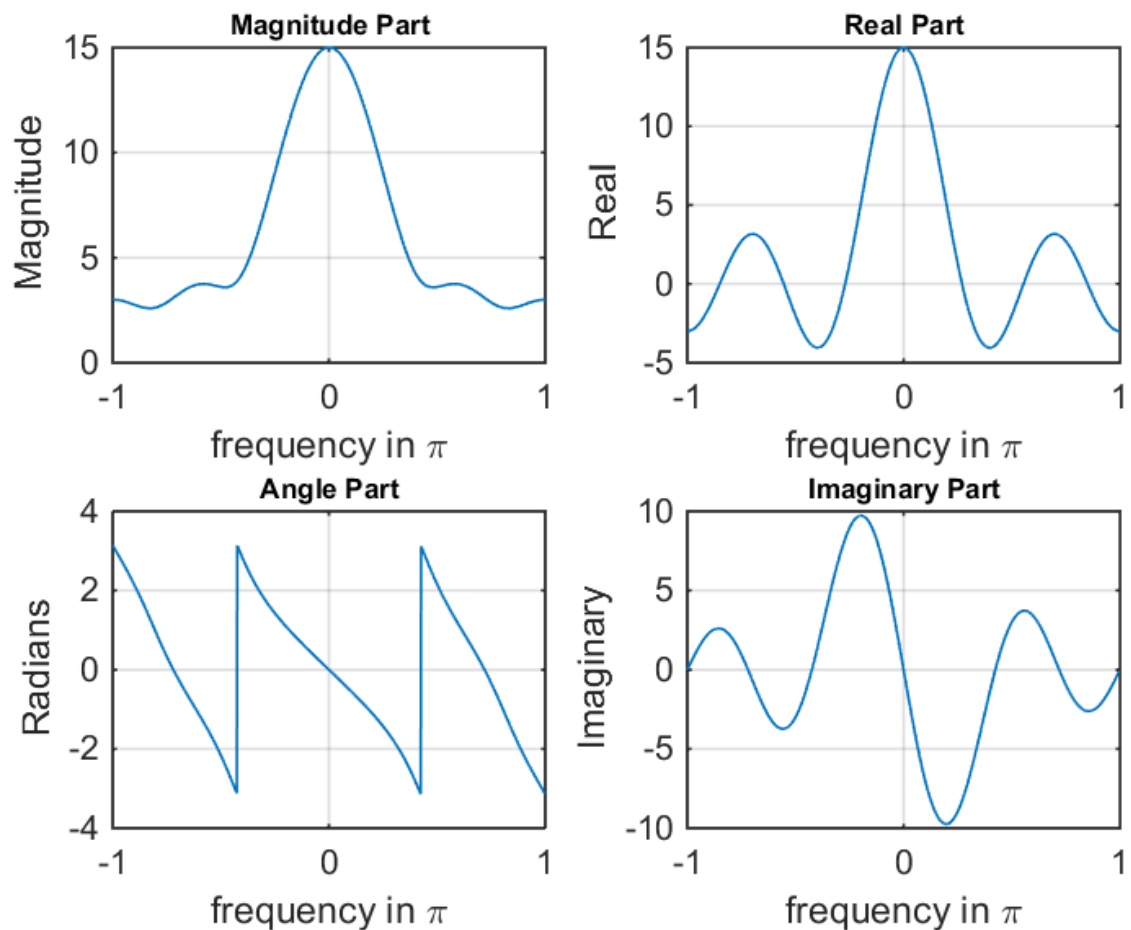 Magnitude Part
Magnitude
15
10
5
0
-1 0 1
frequency in π
Real Part
Real
15
10
5
0
-5
-1 0 1
frequency in π
Angle Part
Radians
4
2
0
-2
-4
-1 0 1
frequency in π
Imaginary Part
Imaginary
10
5
0
-5
-10
-1 0 1
frequency in π